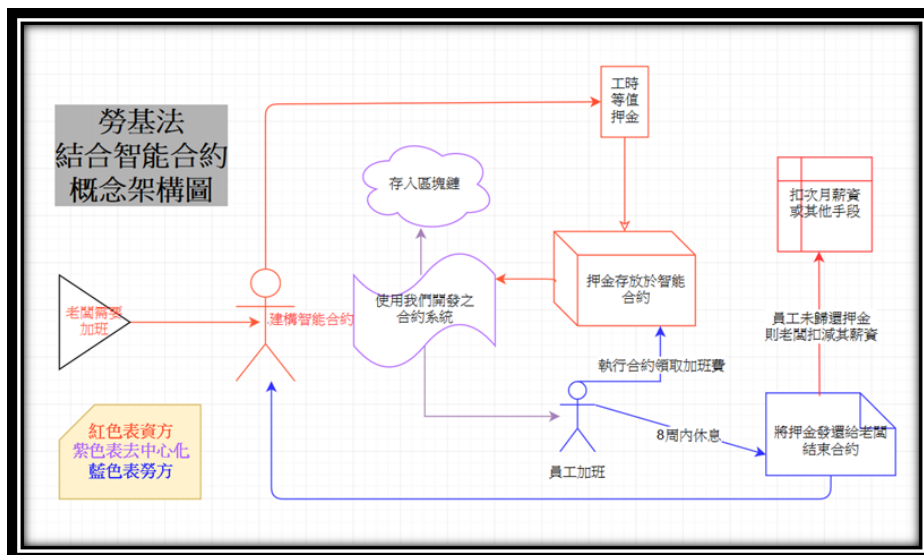 勞基法
結合智能合約
概念架構圖
工時
等值
押金
存入區塊鏈
扣次月薪資
或其他手段
押金存放於智能
合約
使用我們開發之
合約系統
老闆需要
加班
建構智能合約
員工未歸還押金
則老闆扣減其薪資
執行合約領取加班費
8周内休息
將押金發還給老闆
结束合約
員工加班
紅色表資方
紫色表去中心化
藍色表勞方